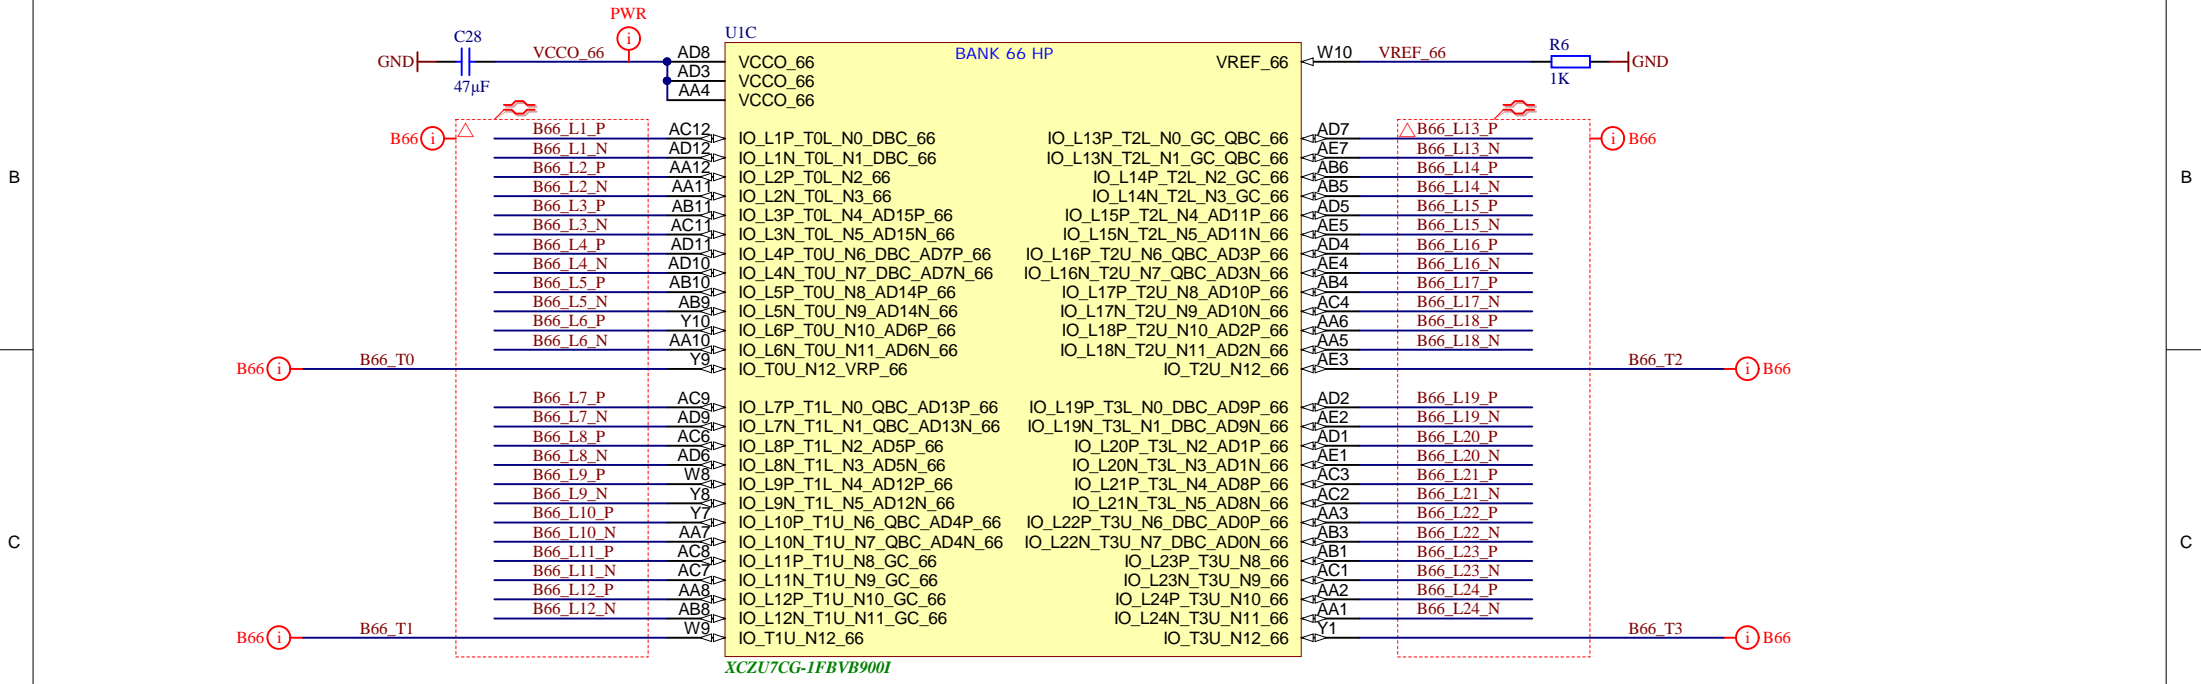 PWR
U1C
C28
VCCO_66
AD8
VCCO_66
BANK 66 HP
VREF_66
W10
VREF_66
R6
GND
GND
47µF
AD3
VCCO_66
1K
AA4
VCCO_66
B66
B66_L1_P AC12 IO_L1P_T0L_N0_DBC_66 IO_L13P_T2L_N0_GC_QBC_66 AD7 B66_L13_P
B66
B66_L1_N AD12 IO_L1N_T0L_N1_DBC_66 IO_L13N_T2L_N1_GC_QBC_66 AE7 B66_L13_N
B
B66_L2_P AA12 IO_L2P_T0L_N2_66 IO_L14P_T2L_N2_GC_66 AB6 B66_L14_P
B
B66_L2_N AA11 IO_L2N_T0L_N3_66 IO_L14N_T2L_N3_GC_66 AB5 B66_L14_N
B66_L3_P AB11 IO_L3P_T0L_N4_AD15P_66 IO_L15P_T2L_N4_AD11P_66 AD5 B66_L15_P
B66_L3_N AC11 IO_L3N_T0L_N5_AD15N_66 IO_L15N_T2L_N5_AD11N_66 AE5 B66_L15_N
B66_L4_P AD11 IO_L4P_T0U_N6_DBC_AD7P_66 IO_L16P_T2U_N6_QBC_AD3P_66 AD4 B66_L16_P
B66_L4_N AD10 IO_L4N_T0U_N7_DBC_AD7N_66 IO_L16N_T2U_N7_QBC_AD3N_66 AE4 B66_L16_N
B66_L5_P AB10 IO_L5P_T0U_N8_AD14P_66 IO_L17P_T2U_N8_AD10P_66 AB4 B66_L17_P
B66_L5_N AB9 IO_L5N_T0U_N9_AD14N_66 IO_L17N_T2U_N9_AD10N_66 AC4 B66_L17_N
B66_L6_P Y10 IO_L6P_T0U_N10_AD6P_66 IO_L18P_T2U_N10_AD2P_66 AA6 B66_L18_P
B66_L6_N AA10 IO_L6N_T0U_N11_AD6N_66 IO_L18N_T2U_N11_AD2N_66 AA5 B66_L18_N
B66 B66_T0 Y9 IO_T0U_N12_VRP_66 IO_T2U_N12_66 AE3 B66_T2 B66
B66_L7_P AC9 IO_L7P_T1L_N0_QBC_AD13P_66 IO_L19P_T3L_N0_DBC_AD9P_66 AD2 B66_L19_P
B66_L7_N AD9 IO_L7N_T1L_N1_QBC_AD13N_66 IO_L19N_T3L_N1_DBC_AD9N_66 AE2 B66_L19_N
B66_L8_P AC6 IO_L8P_T1L_N2_AD5P_66 IO_L20P_T3L_N2_AD1P_66 AD1 B66_L20_P
B66_L8_N AD6 IO_L8N_T1L_N3_AD5N_66 IO_L20N_T3L_N3_AD1N_66 AE1 B66_L20_N
B66_L9_P W8 IO_L9P_T1L_N4_AD12P_66 IO_L21P_T3L_N4_AD8P_66 AC3 B66_L21_P
B66_L9_N Y8 IO_L9N_T1L_N5_AD12N_66 IO_L21N_T3L_N5_AD8N_66 AC2 B66_L21_N
B66_L10_P Y7 IO_L10P_T1U_N6_QBC_AD4P_66 IO_L22P_T3U_N6_DBC_AD0P_66 AA3 B66_L22_P
C
B66_L10_N AA7 IO_L10N_T1U_N7_QBC_AD4N_66 IO_L22N_T3U_N7_DBC_AD0N_66 AB3 B66_L22_N
C
B66_L11_P AC8 IO_L11P_T1U_N8_GC_66 IO_L23P_T3U_N8_66 AB1 B66_L23_P
B66_L11_N AC7 IO_L11N_T1U_N9_GC_66 IO_L23N_T3U_N9_66 AC1 B66_L23_N
B66_L12_P AA8 IO_L12P_T1U_N10_GC_66 IO_L24P_T3U_N10_66 AA2 B66_L24_P
B66_L12_N AB8 IO_L12N_T1U_N11_GC_66 IO_L24N_T3U_N11_66 AA1 B66_L24_N
B66 B66_T1 W9 IO_T1U_N12_66 IO_T3U_N12_66 Y1 B66_T3 B66
XCZU7CG-1FBVB900I